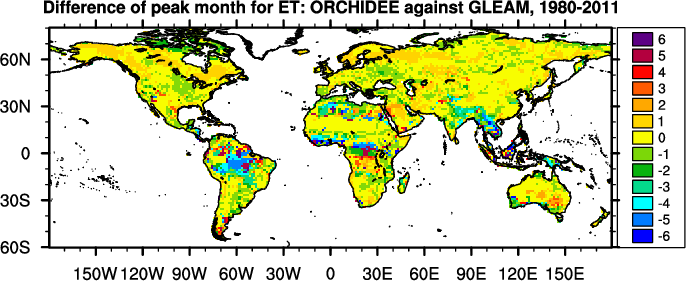 Difference of peak month for ET: ORCHIDEE against GLEAM, 1980-2011
60N
30N
0
30S
60S
150W 120W 90W 60W 30W 0 30E 60E 90E 120E 150E
6
5
4
3
2
1
0
-1
-2
-3
-4
-5
-6